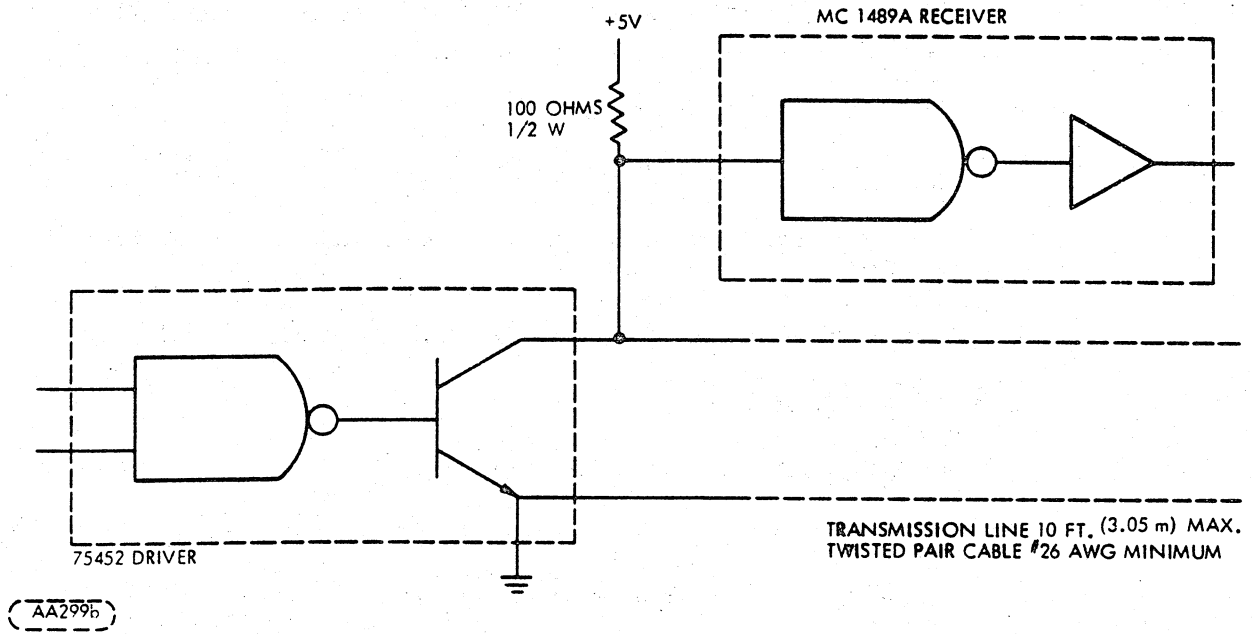 +5V
MC 1489A RECEIVER
100 OHMS
1/2 W
75452 DRIVER
TRANSMISSION LINE 10 FT. (3.05 m) MAX.
TWISTED PAIR CABLE #26 AWG MINIMUM
AA299b